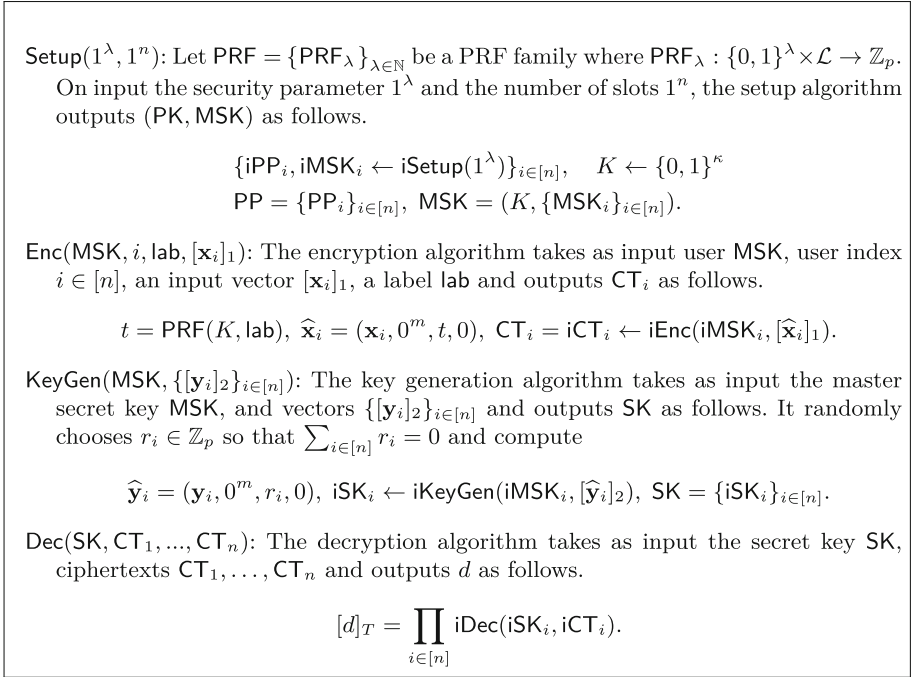 Setup(1^λ, 1^n): Let PRF = {PRF_λ}_{λ∈ℕ} be a PRF family where PRF_λ : {0, 1}^λ × 𝓛 → ℤ_p.
On input the security parameter 1^λ and the number of slots 1^n, the setup algorithm
outputs (PK, MSK) as follows.
{iPP_i, iMSK_i ← iSetup(1^λ)}_{i∈[n]}, K ← {0, 1}^κ
PP = {PP_i}_{i∈[n]}, MSK = (K, {MSK_i}_{i∈[n]}).
Enc(MSK, i, lab, [x_i]_1): The encryption algorithm takes as input user MSK, user index
i ∈ [n], an input vector [x_i]_1, a label lab and outputs CT_i as follows.
t = PRF(K, lab), x̂_i = (x_i, 0^m, t, 0), CT_i = iCT_i ← iEnc(iMSK_i, [x̂_i]_1).
KeyGen(MSK, {[y_i]_2}_{i∈[n]}): The key generation algorithm takes as input the master
secret key MSK, and vectors {[y_i]_2}_{i∈[n]} and outputs SK as follows. It randomly
chooses r_i ∈ ℤ_p so that ∑_{i∈[n]} r_i = 0 and compute
ŷ_i = (y_i, 0^m, r_i, 0), iSK_i ← iKeyGen(iMSK_i, [ŷ_i]_2), SK = {iSK_i}_{i∈[n]}.
Dec(SK, CT_1, ..., CT_n): The decryption algorithm takes as input the secret key SK,
ciphertexts CT_1, . . . , CT_n and outputs d as follows.
[d]_T = ∏_{i∈[n]} iDec(iSK_i, iCT_i).